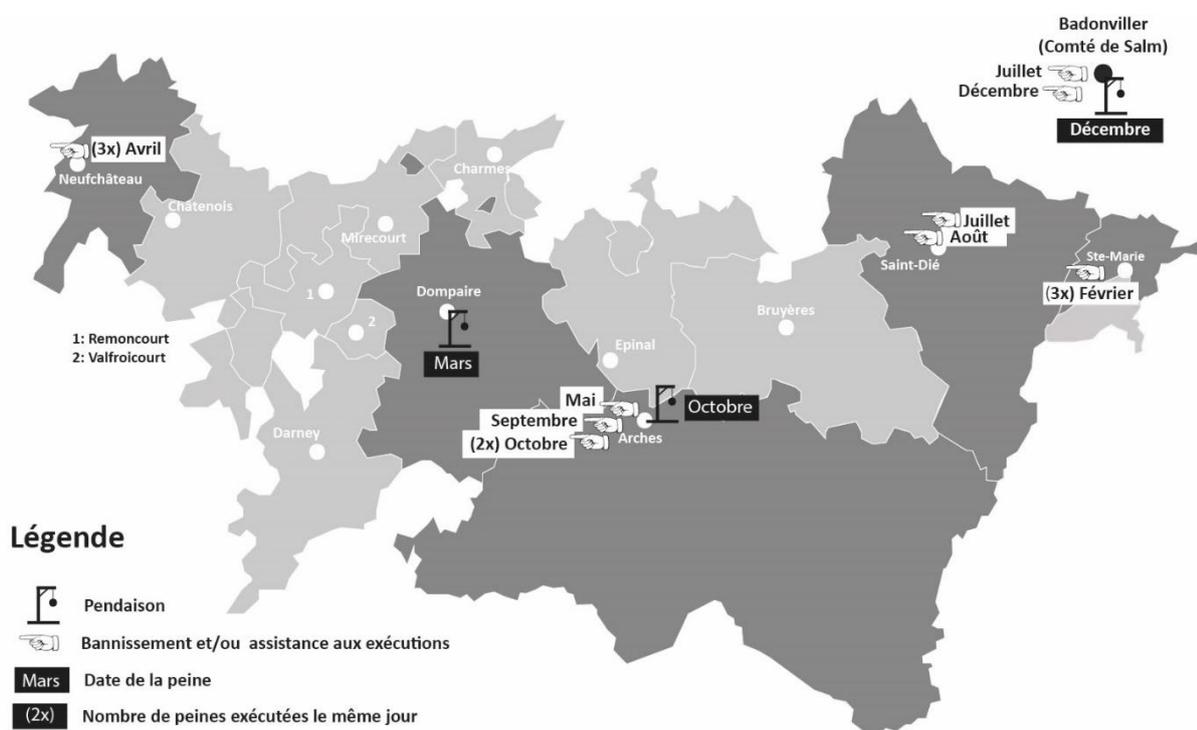 Badonviller
(Comté de Salm)
Juillet
Décembre
Décembre
(3x) Avril
Neufchâteau
Charmes
Châtenois
Mirecourt
Juillet
Août
Saint-Dié
Ste-Marie
(3x) Février
1
Dompaire
Bruyères
1: Remoncourt
2: Valfroicourt
2
Mars
Epinal
Mai
Septembre
(2x) Octobre
Arches
Octobre
Darney
Légende
Pendaison
Bannissement et/ou assistance aux exécutions
Mars Date de la peine
(2x) Nombre de peines exécutées le même jour